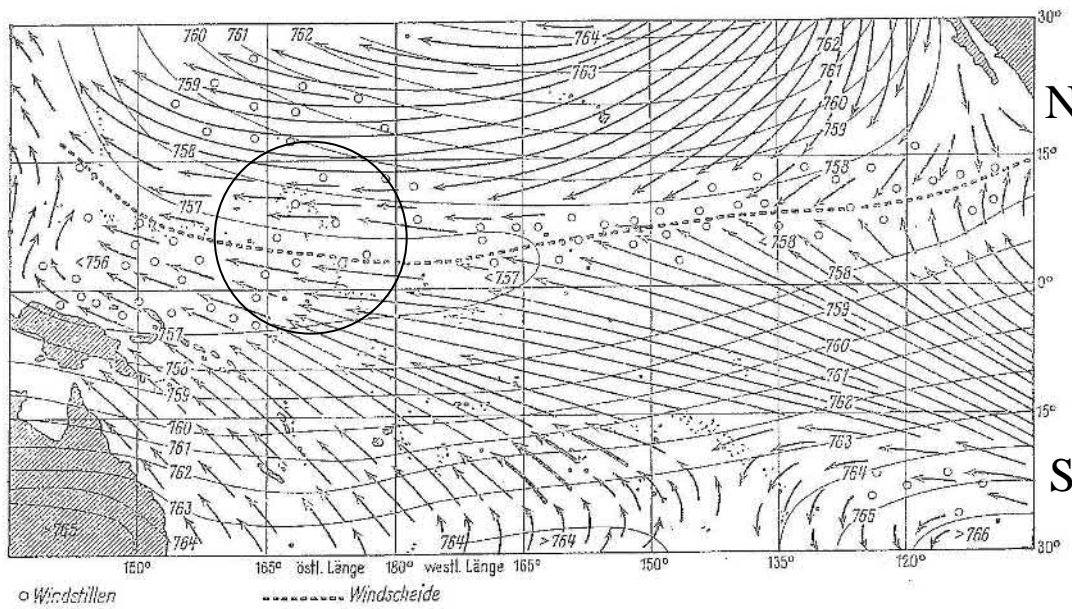 30°
760 761 762 764 762
763 761
759 760 N
759
758 758 15°
757
<758
<756 <757 758 0°
759
757 760
758 761
759 762
760 15°
761 763
762 764 S
763 765
765 764 764 >764 >766 30°
150° 165° östl. Länge 180° westl. Länge 165° 150° 135° 120°
Windstillen Windscheide